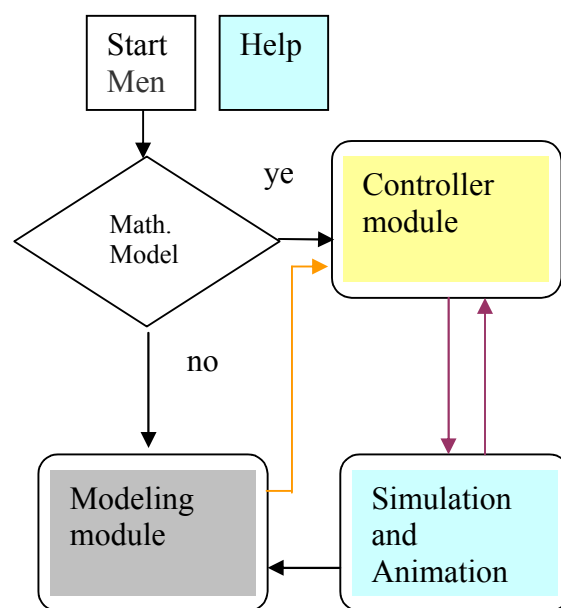 Start
Men
Help
ye
Math.
Model
Controller
module
no
Modeling
module
Simulation
and
Animation